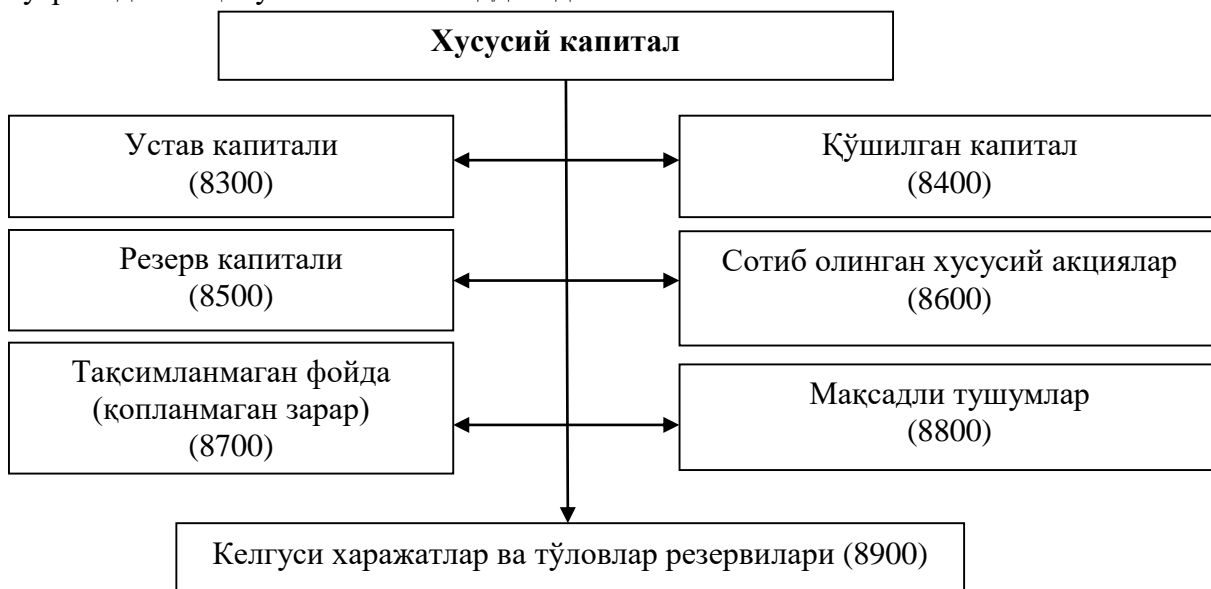 Хусусий капитал
Устав капитали
(8300)
Қўшилган капитал
(8400)
Резерв капитали
(8500)
Сотиб олинган хусусий акциялар
(8600)
Тақсимланмаган фойда
(қопланмаган зарар)
(8700)
Мақсадли тушумлар
(8800)
Келгуси харажатлар ва тўловлар резервилари (8900)